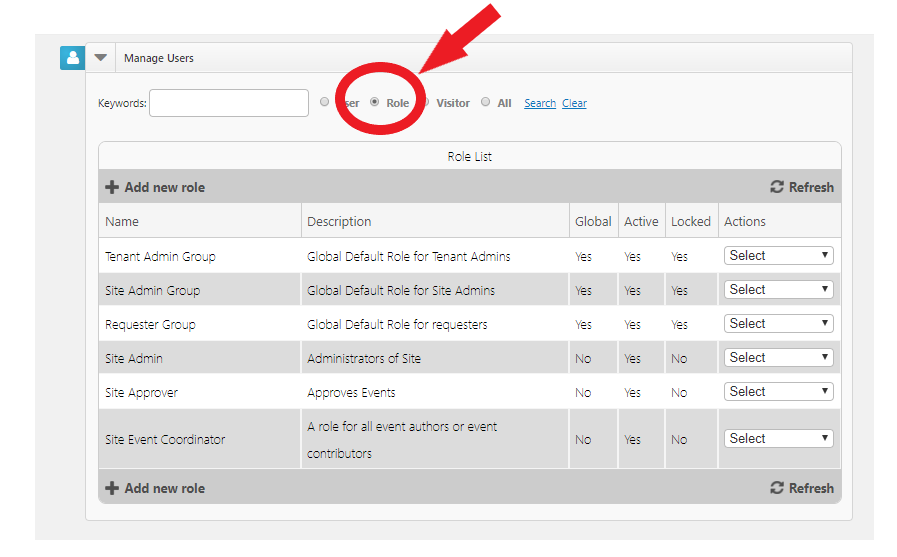 Manage Users
Keywords: Role Visitor All Search Clear
Role List
Add new role Refresh
Name Description Global Active Locked Actions
Tenant Admin Group Global Default Role for Tenant Admins Yes Yes Yes Select
Site Admin Group Global Default Role for Site Admins Yes Yes Yes Select
Requester Group Global Default Role for requesters Yes Yes Yes Select
Site Admin Administrators of Site No Yes No Select
Site Approver Approves Events No Yes No Select
Site Event Coordinator A role for all event authors or event
contributors No Yes No Select
Add new role Refresh